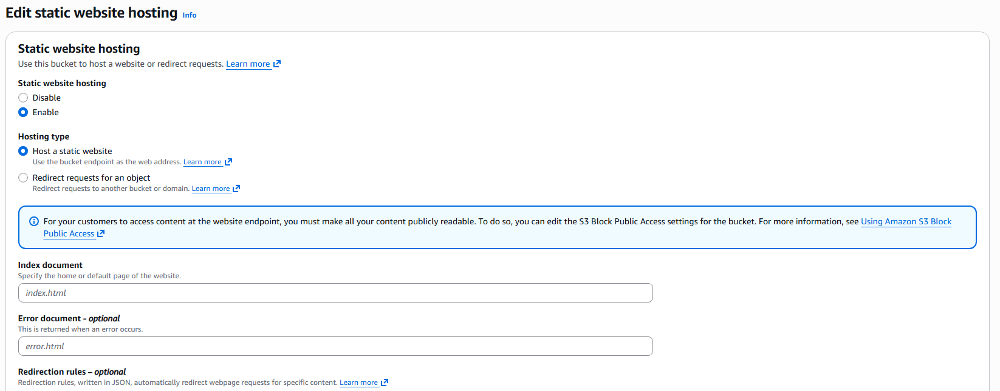 Edit static website hosting Info
Static website hosting
Use this bucket to host a website or redirect requests. Learn more
Static website hosting
Disable
Enable
Hosting type
Host a static website
Use the bucket endpoint as the web address. Learn more
Redirect requests for an object
Redirect requests to another bucket or domain. Learn more
For your customers to access content at the website endpoint, you must make all your content publicly readable. To do so, you can edit the S3 Block Public Access settings for the bucket. For more information, see Using Amazon S3 Block
Public Access
Index document
Specify the home or default page of the website.
index.html
Error document - optional
This is returned when an error occurs.
error.html
Redirection rules – optional
Redirection rules, written in JSON, automatically redirect webpage requests for specific content. Learn more